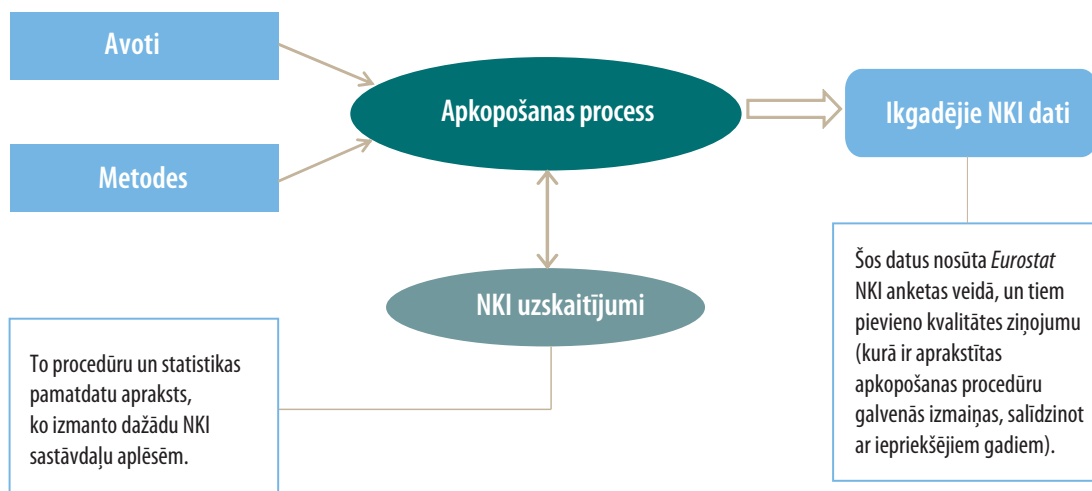 Avoti
Metodes
Apkopošanas process
Ikgadējie NKI dati
NKI uzskaitījumi
To procedūru un statistikas
pamatdatu apraksts,
ko izmanto dažādu NKI
sastāvdaļu aplēsēm.
Šos datus nosūta Eurostat
NKI anketas veidā, un tiem
pievieno kvalitātes ziņojumu
(kurā ir aprakstītas
apkopošanas procedūru
galvenās izmaiņas, salīdzinot
ar iepriekšējiem gadiem).